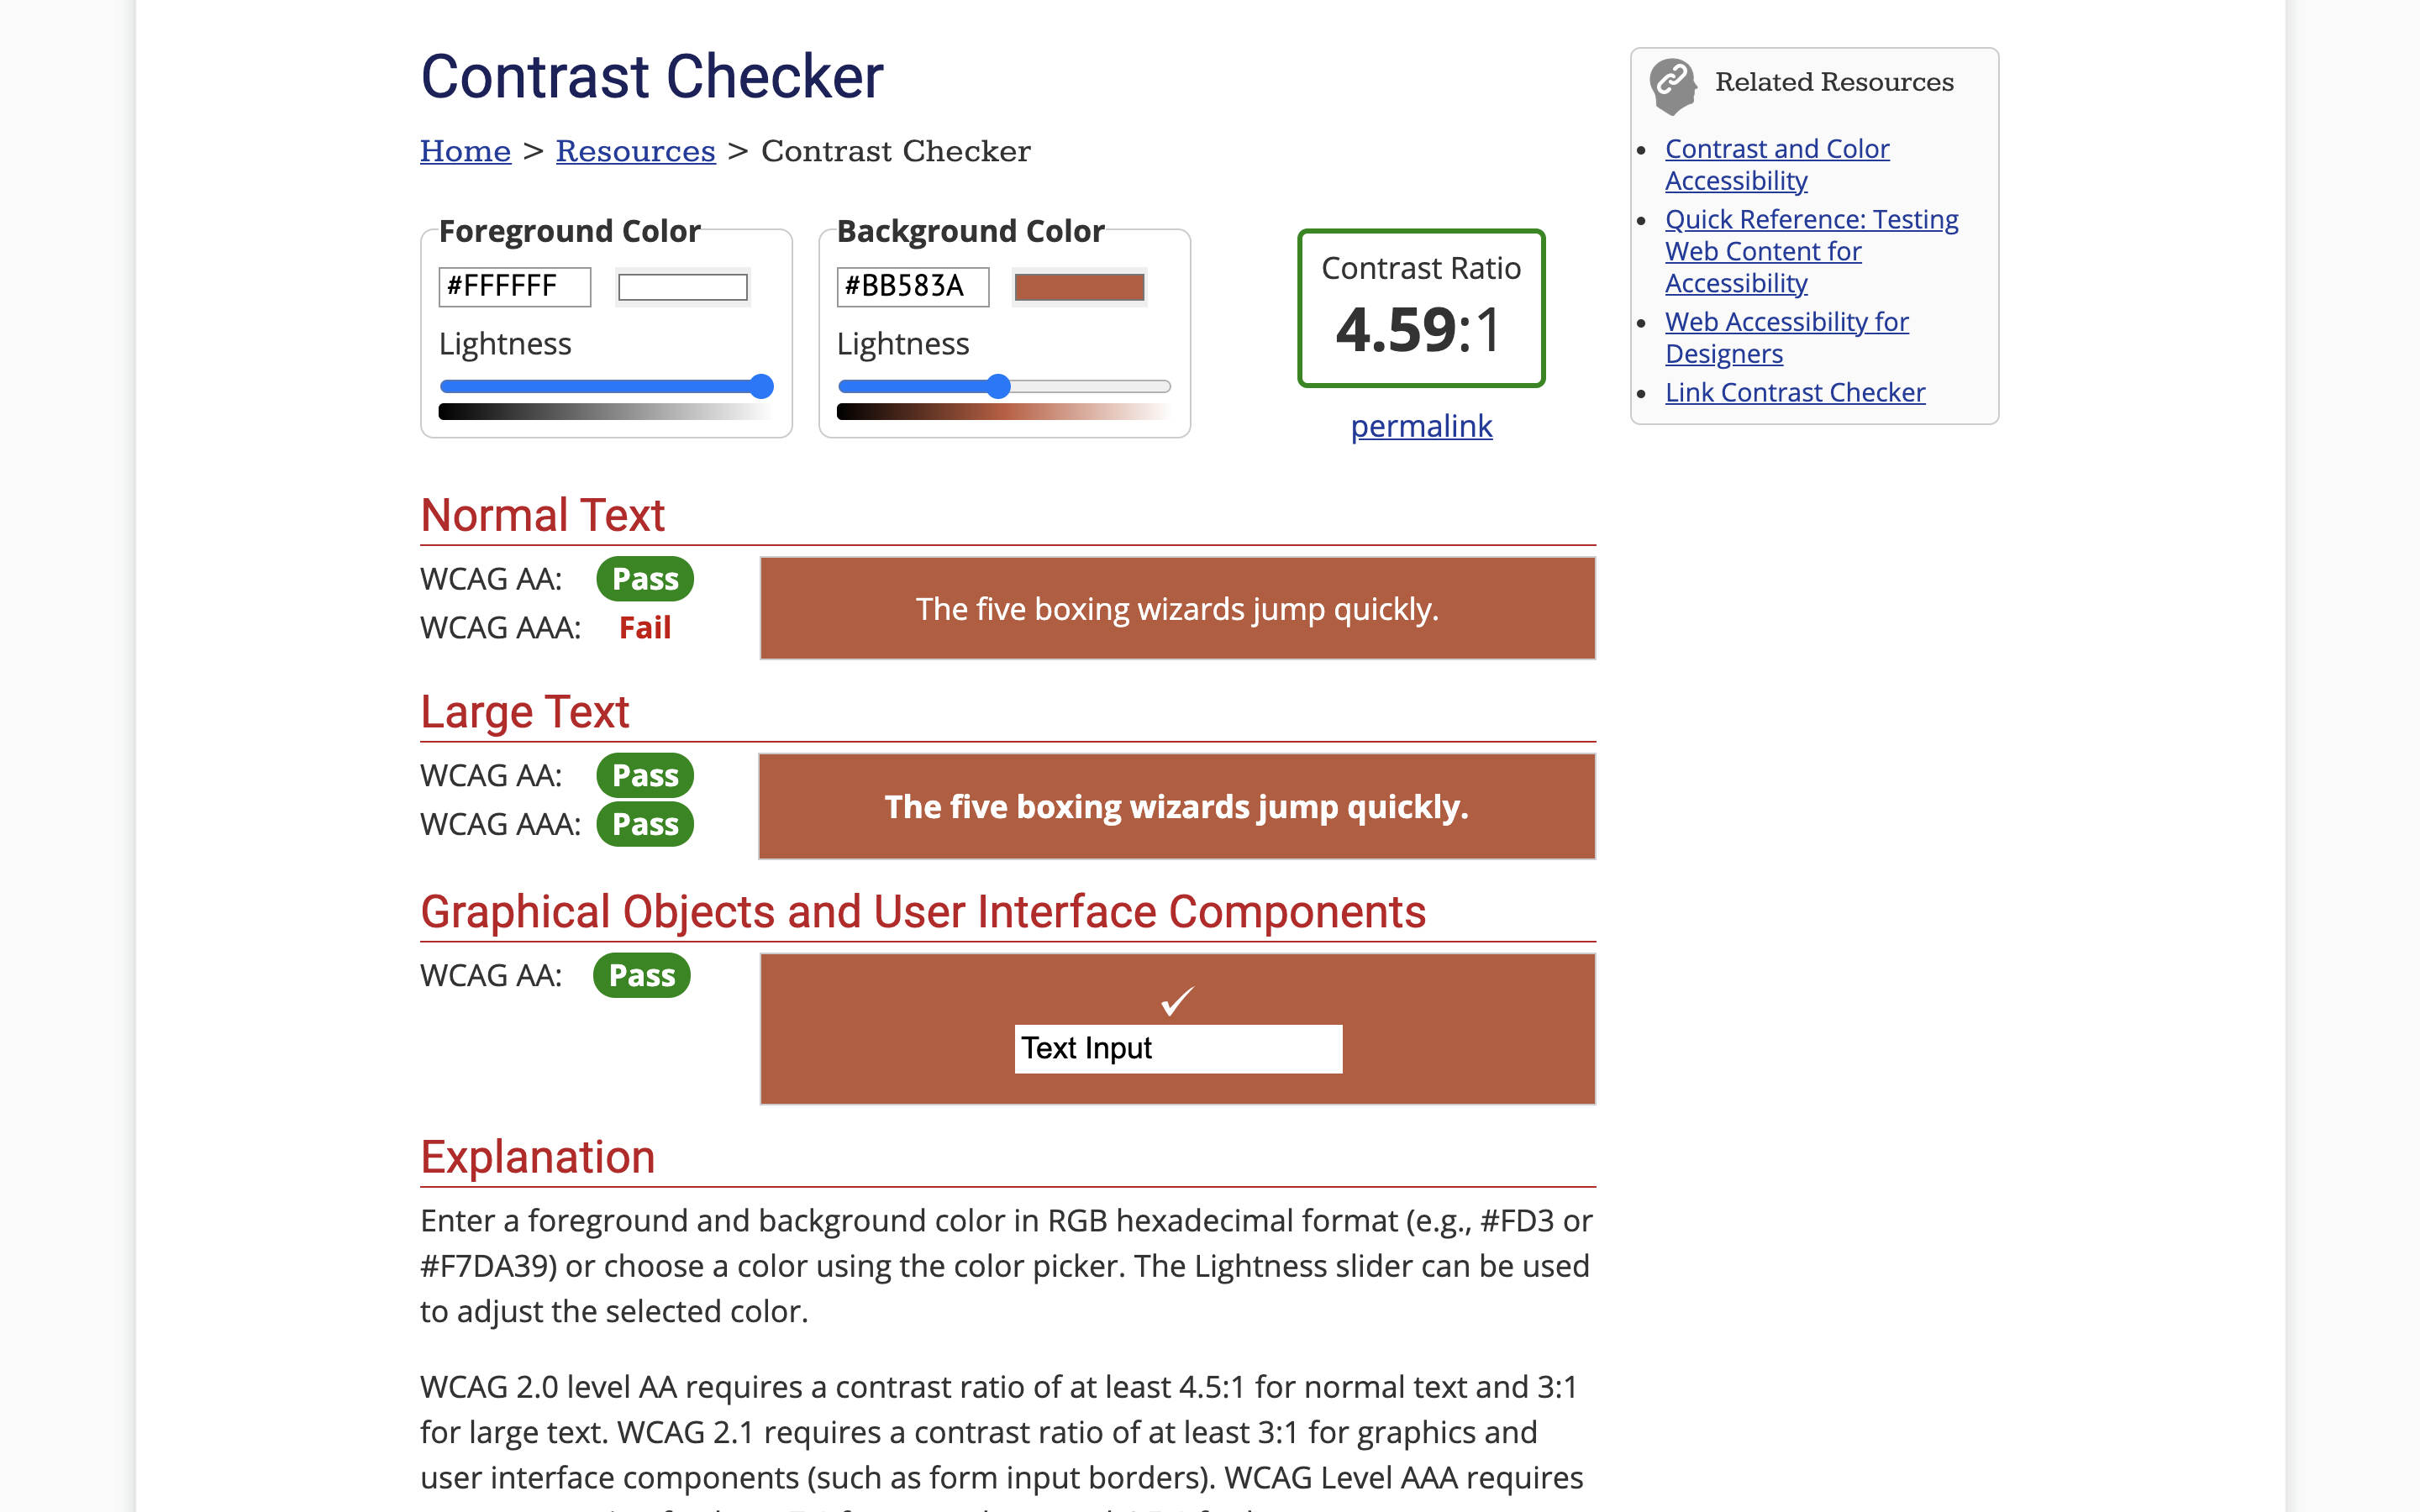 Contrast Checker
Home > Resources > Contrast Checker
Foreground Color
#FFFFFF
Lightness
Background Color
#BB583A
Lightness
Contrast Ratio
4.59:1
permalink
Related Resources
Contrast and Color
Accessibility
Quick Reference: Testing
Web Content for
Accessibility
Web Accessibility for
Designers
Link Contrast Checker
Normal Text
WCAG AA: Pass
WCAG AAA: Fail
The five boxing wizards jump quickly.
Large Text
WCAG AA: Pass
WCAG AAA: Pass
The five boxing wizards jump quickly.
Graphical Objects and User Interface Components
WCAG AA: Pass
✓
Text Input
Explanation
Enter a foreground and background color in RGB hexadecimal format (e.g., #FD3 or
#F7DA39) or choose a color using the color picker. The Lightness slider can be used
to adjust the selected color.
WCAG 2.0 level AA requires a contrast ratio of at least 4.5:1 for normal text and 3:1
for large text. WCAG 2.1 requires a contrast ratio of at least 3:1 for graphics and
user interface components (such as form input borders). WCAG Level AAA requires